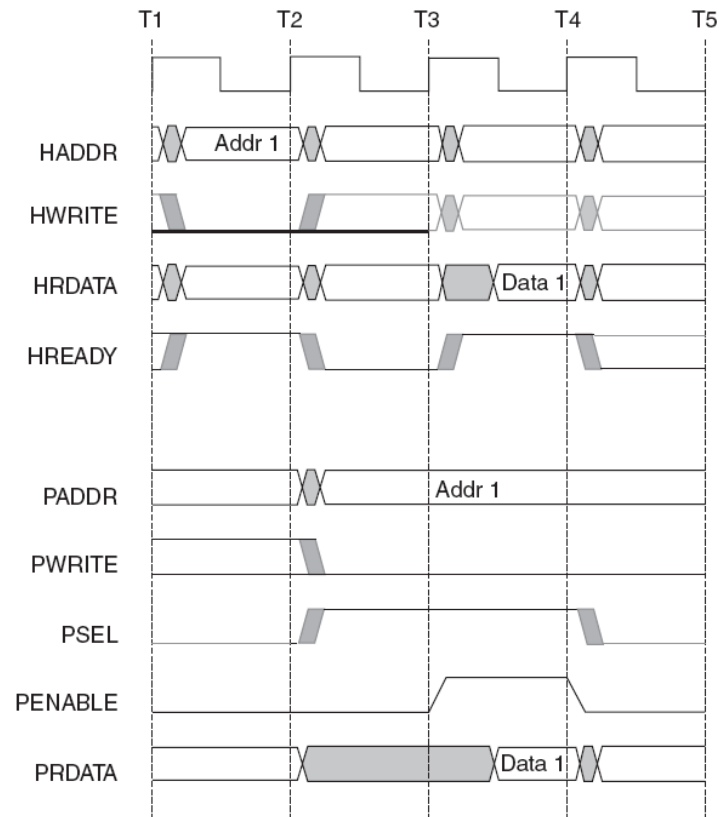 T1 T2 T3 T4 T5
HADDR Addr 1
HWRITE
HRDATA Data 1
HREADY
PADDR Addr 1
PWRITE
PSEL
PENABLE
PRDATA Data 1